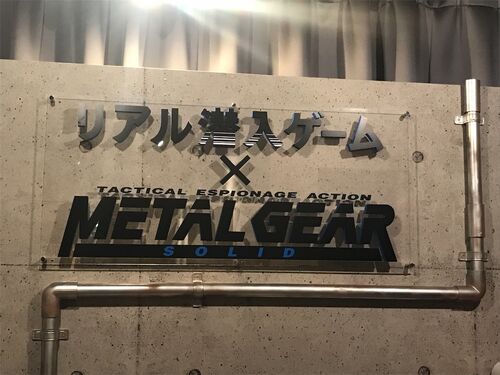 リアル潜入ゲーム
×
TACTICAL ESPIONAGE ACTION
METAL GEAR
SOLID